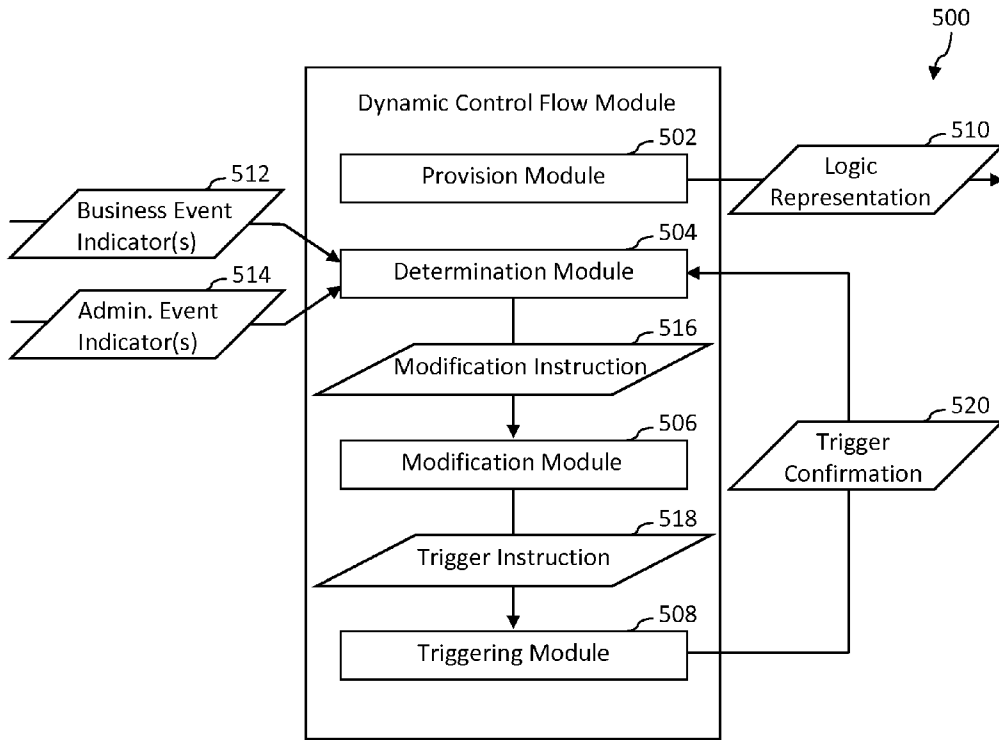 500
Dynamic Control Flow Module
502
Provision Module
510
Logic
Representation
512
Business Event
Indicator(s)
504
Determination Module
514
Admin. Event
Indicator(s)
516
Modification Instruction
506
Modification Module
520
Trigger
Confirmation
518
Trigger Instruction
508
Triggering Module